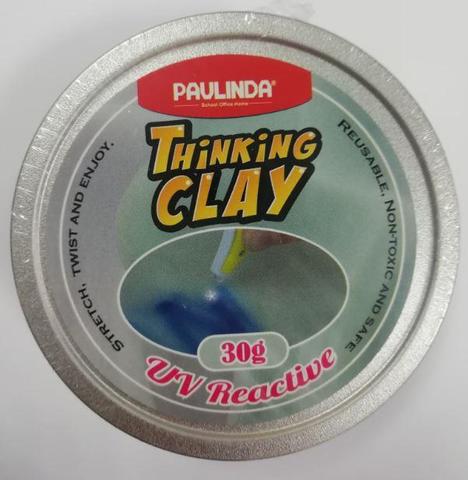 PAULINDA®
School Office Home
THINKING
CLAY
STRETCH, TWIST AND ENJOY.
REUSABLE, NON-TOXIC AND SAFE
30g
UV Reactive